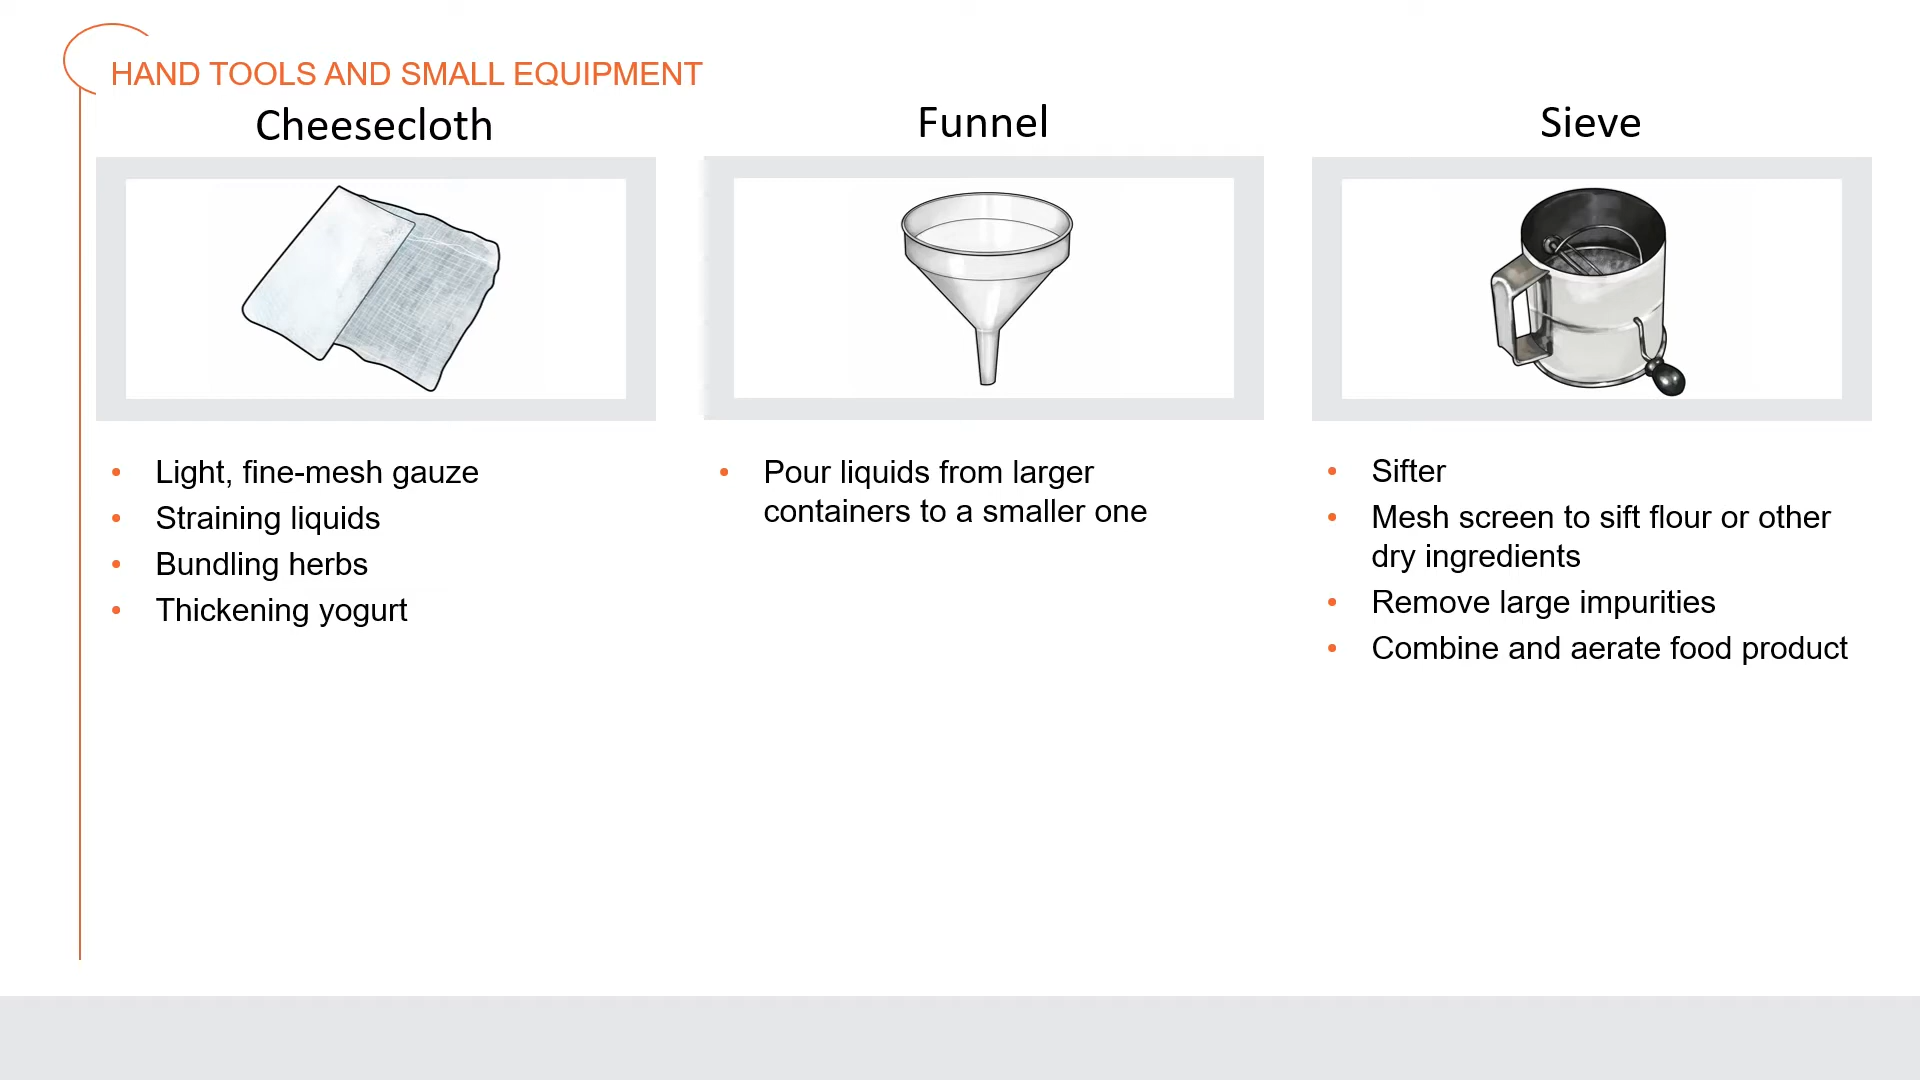 HAND TOOLS AND SMALL EQUIPMENT
Cheesecloth
Light, fine-mesh gauze
Straining liquids
Bundling herbs
Thickening yogurt
Funnel
Pour liquids from larger
containers to a smaller one
Sieve
Sifter
Mesh screen to sift flour or other
dry ingredients
Remove large impurities
Combine and aerate food product